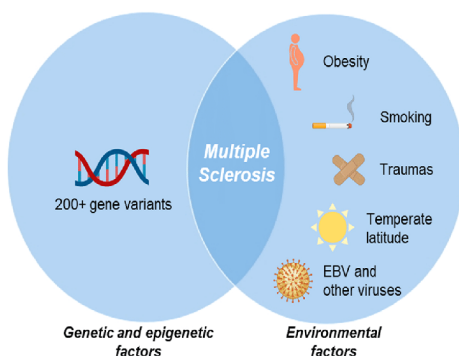 200+ gene variants
Multiple
Sclerosis
Obesity
Smoking
Traumas
Temperate
latitude
EBV and
other viruses
Genetic and epigenetic
factors
Environmental
factors